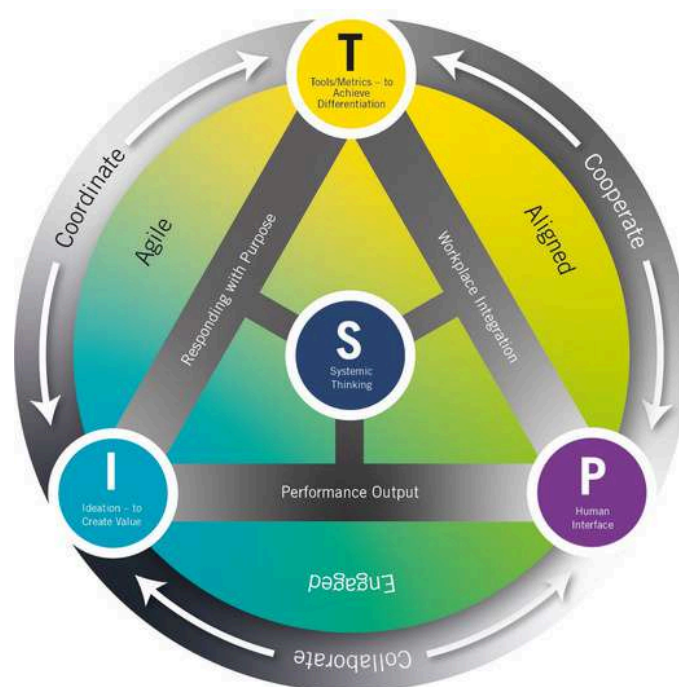 T
Tools/Metrics – to
Achieve
Differentiation
Coordinate
Cooperate
Agile
Aligned
Responding with Purpose
Workplace Integration
S
Systemic
Thinking
I
Ideation – to
Create Value
Performance Output
P
Human
Interface
Engaged
Collaborate